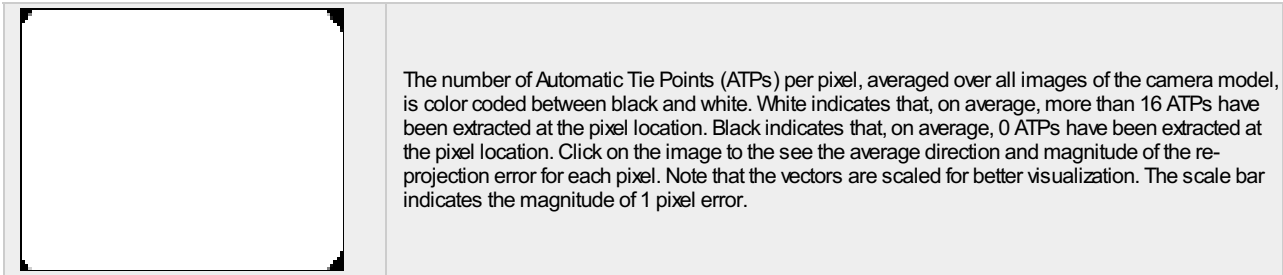 The number of Automatic Tie Points (ATPs) per pixel, averaged over all images of the camera model,
is color coded between black and white. White indicates that, on average, more than 16 ATPs have
been extracted at the pixel location. Black indicates that, on average, 0 ATPs have been extracted at
the pixel location. Click on the image to the see the average direction and magnitude of the re-
projection error for each pixel. Note that the vectors are scaled for better visualization. The scale bar
indicates the magnitude of 1 pixel error.